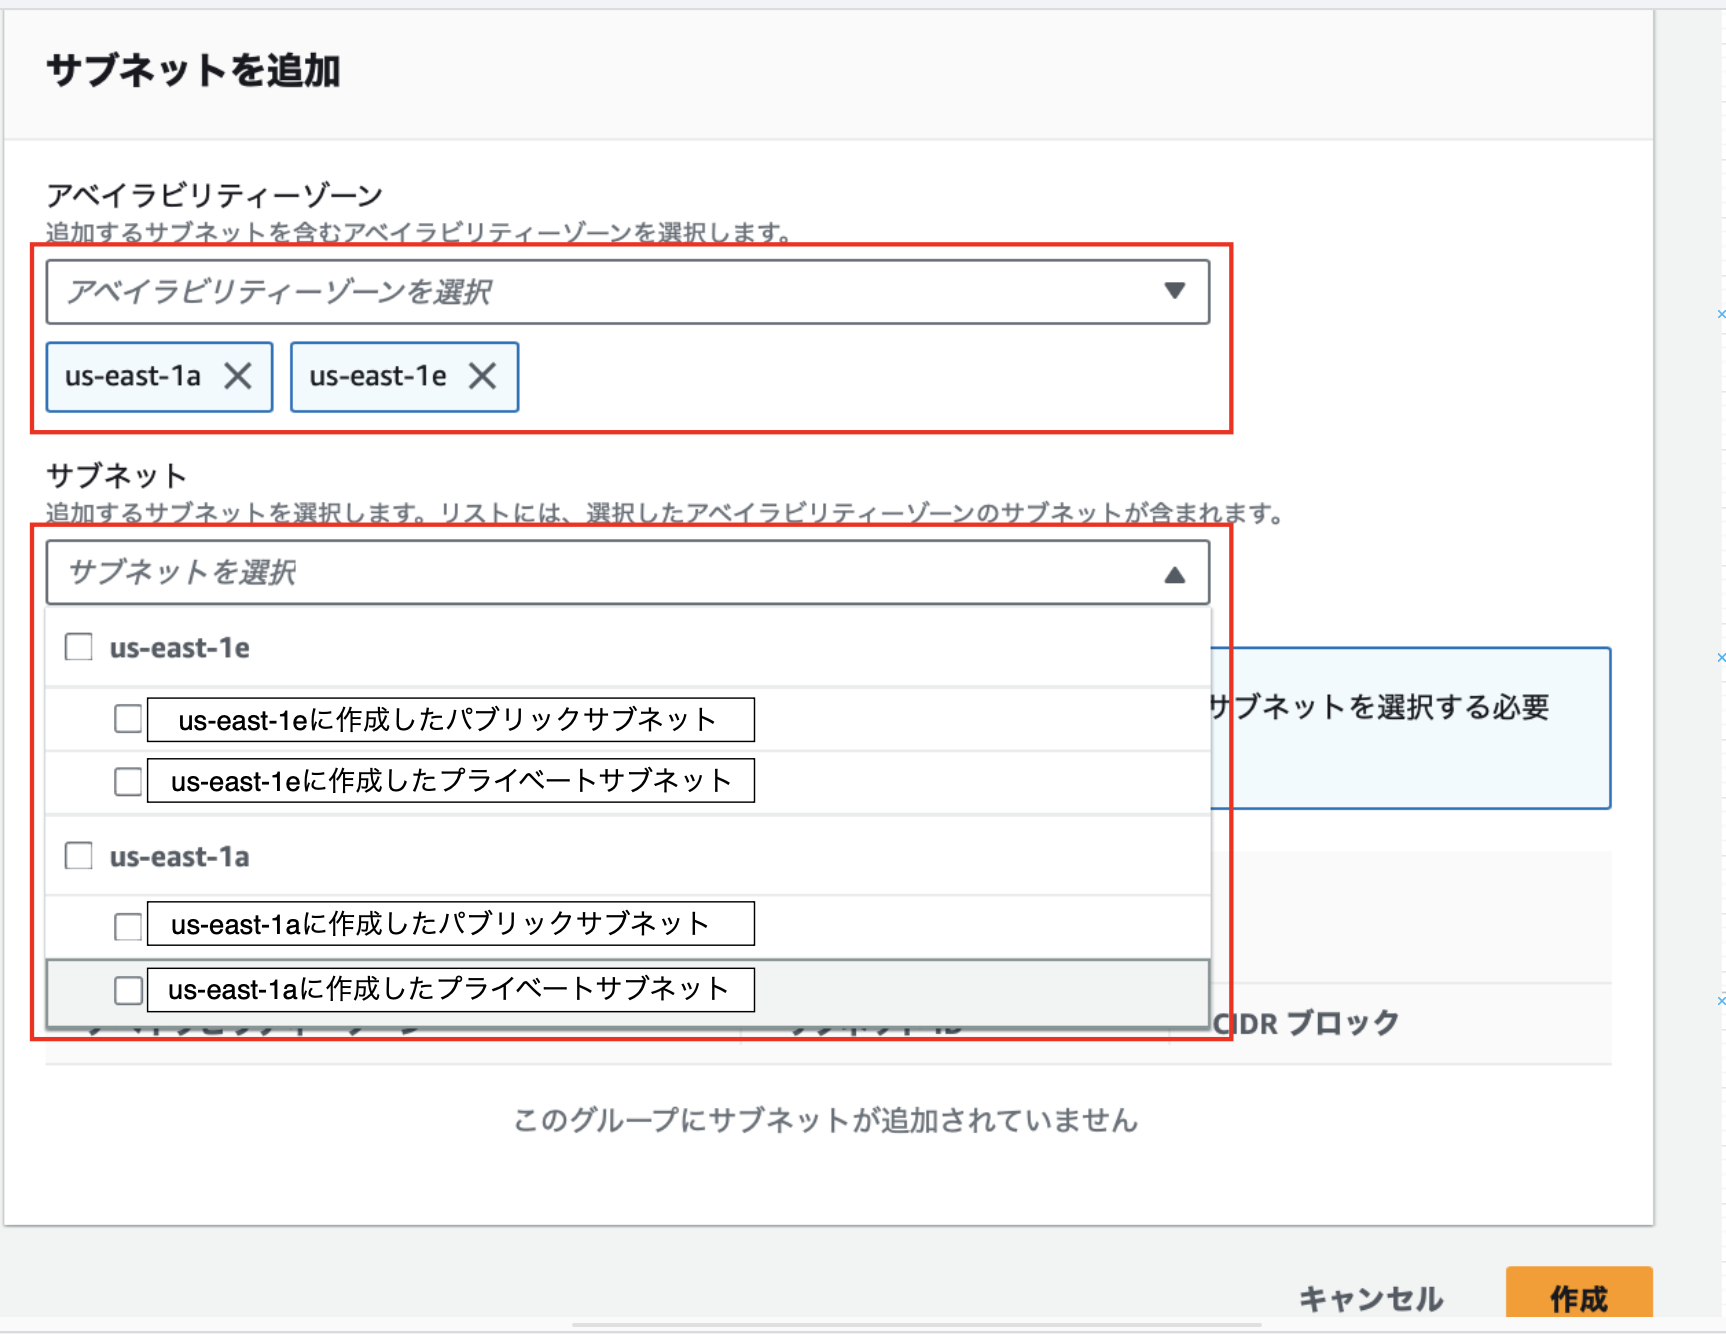 サブネットを追加
アベイラビリティーゾーン
追加するサブネットを含むアベイラビリティーゾーンを選択します。
アベイラビリティーゾーンを選択
us-east-1a
us-east-1e
サブネット
追加するサブネットを選択します。リストには、選択したアベイラビリティーゾーンのサブネットが含まれます。
サブネットを選択
us-east-1e
us-east-1eに作成したパブリックサブネット
サブネットを選択する必要
us-east-1eに作成したプライベートサブネット
us-east-1a
us-east-1aに作成したパブリックサブネット
us-east-1aに作成したプライベートサブネット
CIDR ブロック
このグループにサブネットが追加されていません
キャンセル
作成